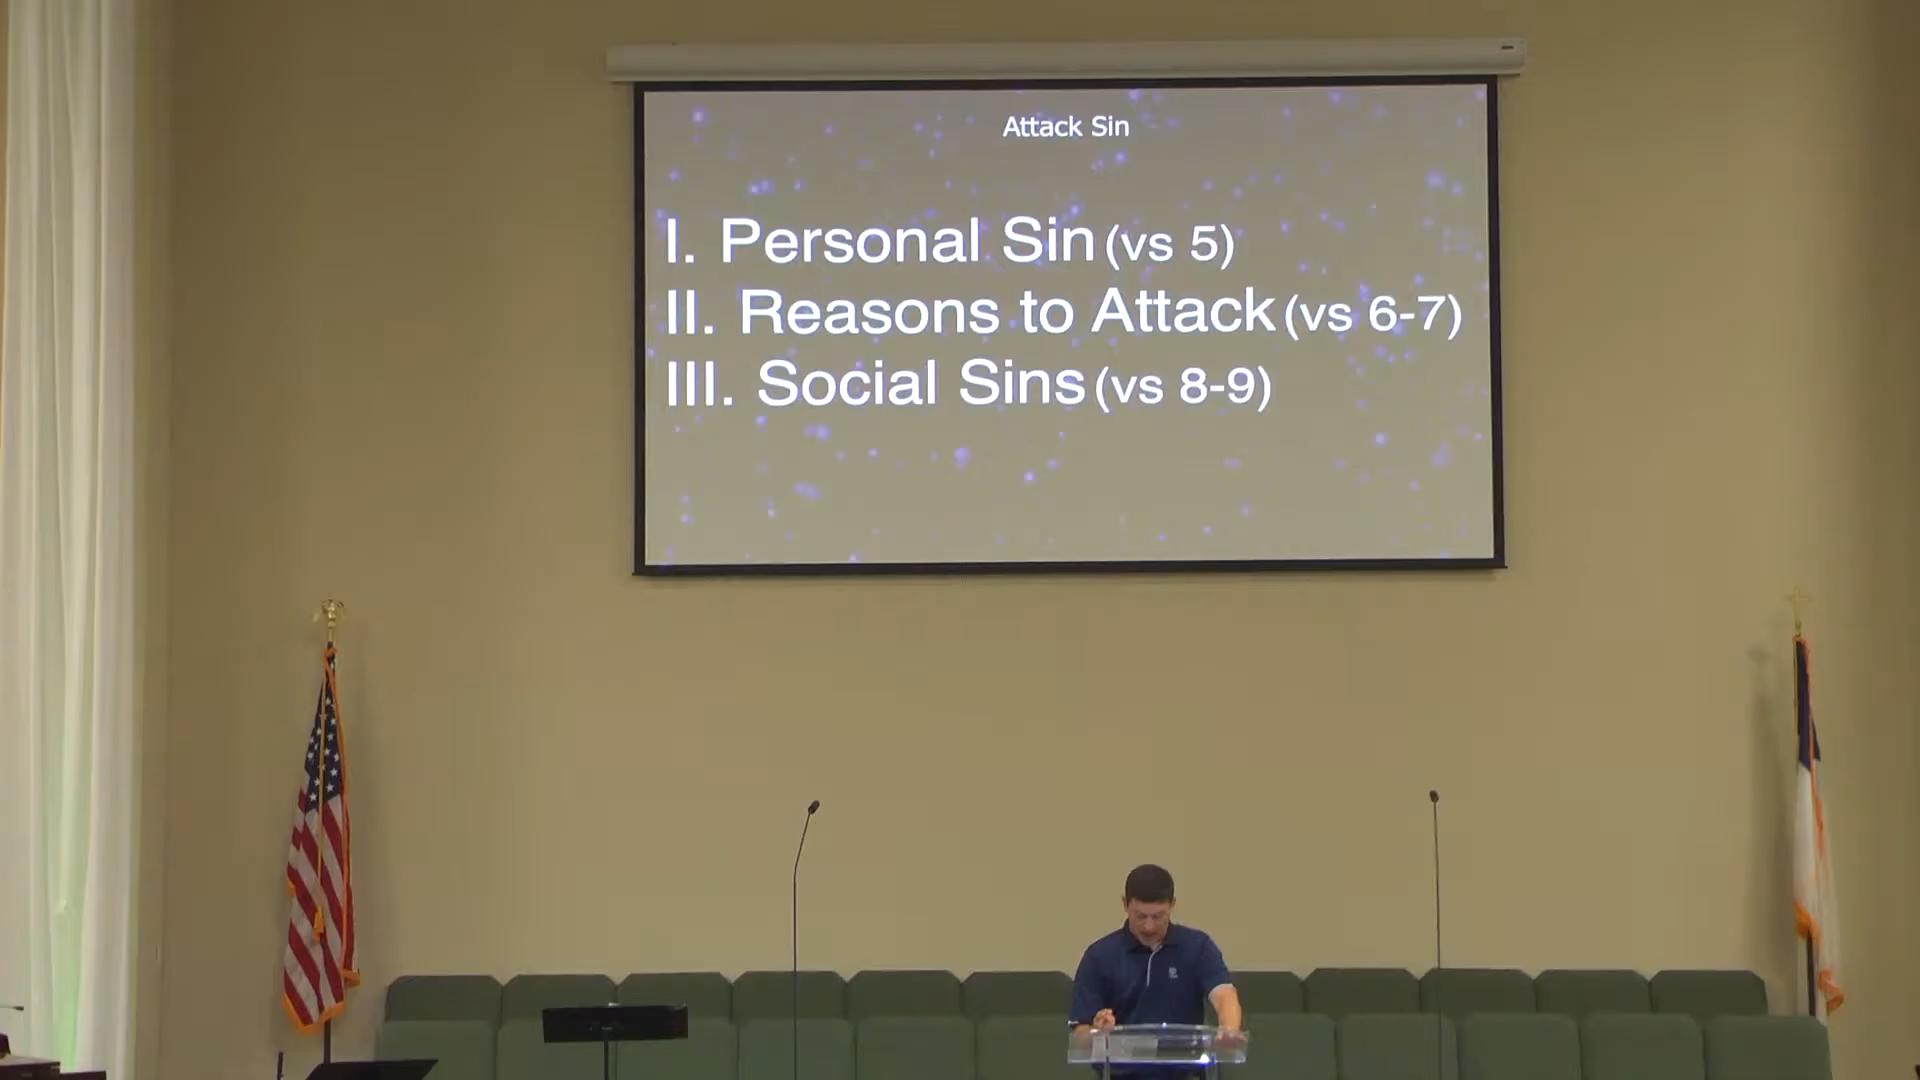 Attack Sin
I. Personal Sin (vs 5)
II. Reasons to Attack (vs 6-7)
III. Social Sins (vs 8-9)